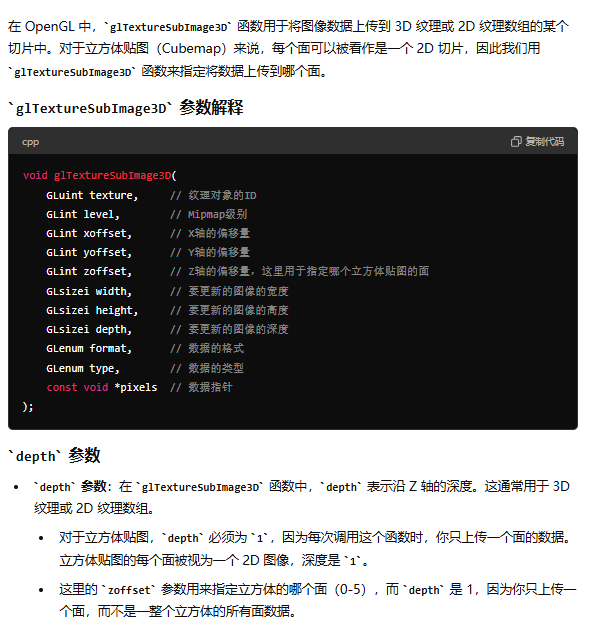 在 OpenGL 中，`glTextureSubImage3D` 函数用于将图像数据上传到 3D 纹理或 2D 纹理数组的某个
切片中。对于立方体贴图（Cubemap）来说，每个面可以被看作是一个 2D 切片，因此我们用
`glTextureSubImage3D` 函数来指定将数据上传到哪个面。
`glTextureSubImage3D` 参数解释
cpp 复制代码
void glTextureSubImage3D(
    GLuint texture,     // 纹理对象的ID
    GLint level,        // Mipmap级别
    GLint xoffset,      // X轴的偏移量
    GLint yoffset,      // Y轴的偏移量
    GLint zoffset,      // Z轴的偏移量，这里用于指定哪个立方体贴图的面
    GLsizei width,      // 要更新的图像的宽度
    GLsizei height,     // 要更新的图像的高度
    GLsizei depth,      // 要更新的图像的深度
    GLenum format,      // 数据的格式
    GLenum type,        // 数据的类型
    const void *pixels  // 数据指针
);
`depth` 参数
• `depth` 参数：在 `glTextureSubImage3D` 函数中，`depth` 表示沿 Z 轴的深度。这通常用于 3D
纹理或 2D 纹理数组。
• 对于立方体贴图，`depth` 必须为 `1`，因为每次调用这个函数时，你只上传一个面的数据。
立方体贴图的每个面被视为一个 2D 图像，深度是 `1`。
• 这里的 `zoffset` 参数用来指定立方体的哪个面（0-5），而 `depth` 是 1，因为你只上传一
个面，而不是一整个立方体的所有面数据。